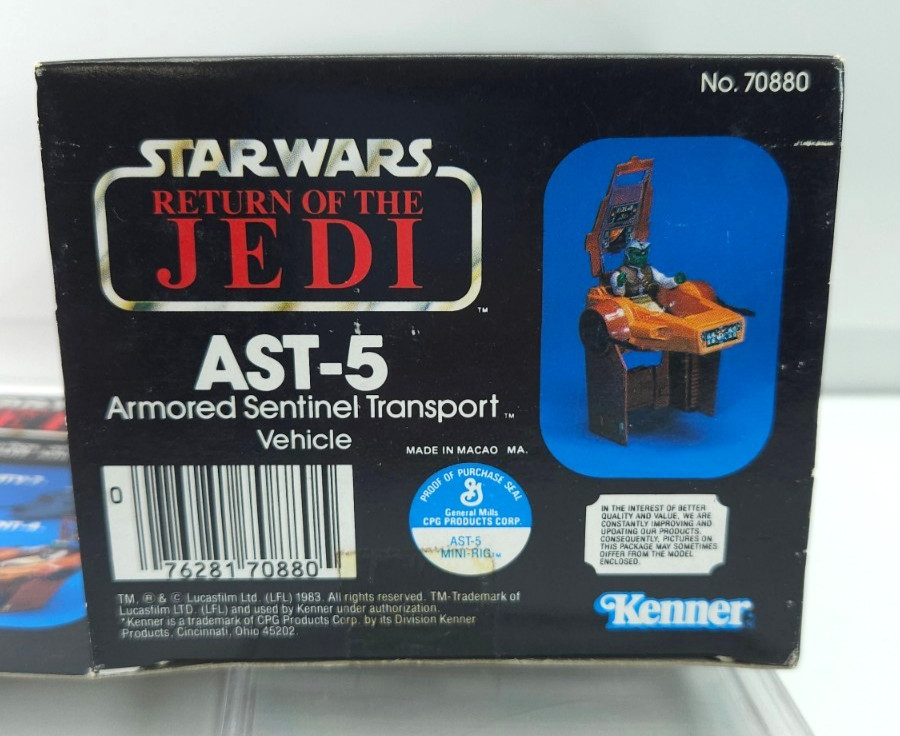 No. 70880
STAR WARS
RETURN OF THE
JEDI
TM
AST-5
Armored Sentinel Transport TM
Vehicle
MADE IN MACAO MA.
0
76281 70880
PROOF OF PURCHASE SEAL
General Mills
CPG PRODUCTS CORP.
AST-5
MINI-RIG TM
IN THE INTEREST OF BETTER
QUALITY AND VALUE, WE ARE
CONSTANTLY IMPROVING AND
UPDATING OUR PRODUCTS.
CONSEQUENTLY, PICTURES ON
THIS PACKAGE MAY SOMETIMES
DIFFER FROM THE MODEL
ENCLOSED.
TM, ® & © Lucasfilm Ltd. (LFL) 1983. All rights reserved. TM-Trademark of
Lucasfilm LTD. (LFL) and used by Kenner under authorization.
*Kenner is a trademark of CPG Products Corp. by its Division Kenner
Products, Cincinnati, Ohio 45202.
Kenner